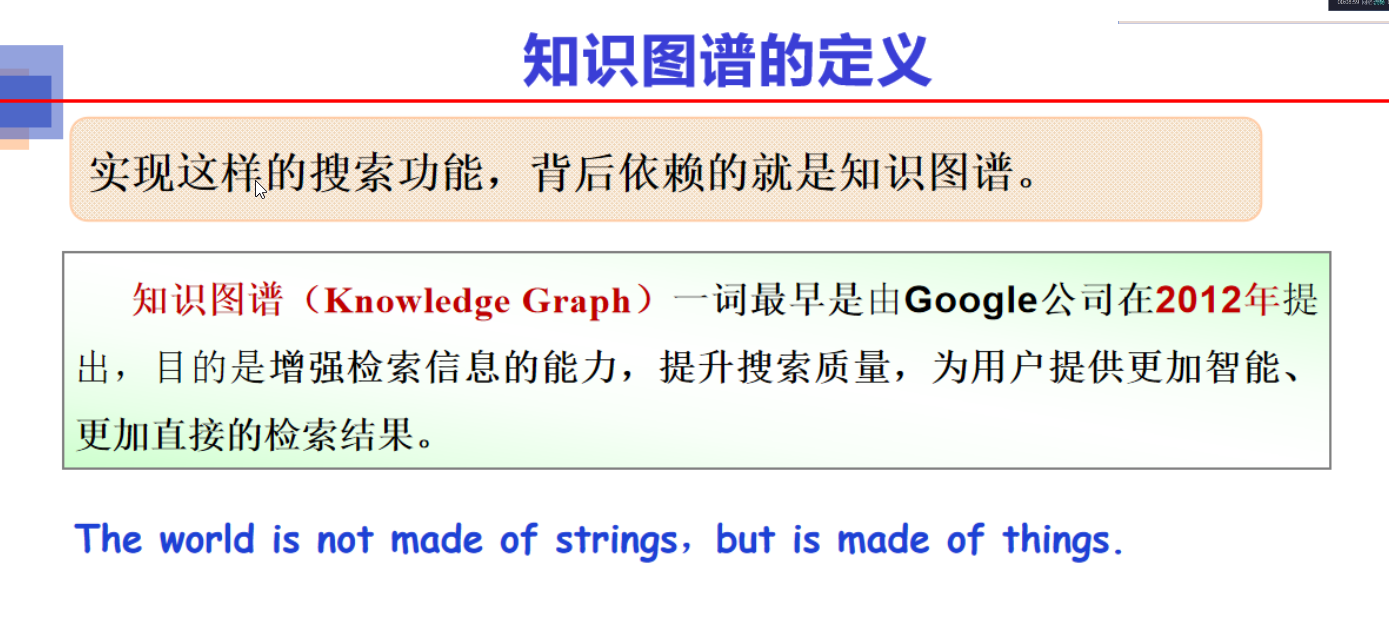 知识图谱的定义
实现这样的搜索功能，背后依赖的就是知识图谱。
知识图谱（Knowledge Graph）一词最早是由Google公司在2012年提
出，目的是增强检索信息的能力，提升搜索质量，为用户提供更加智能、
更加直接的检索结果。
The world is not made of strings，but is made of things.